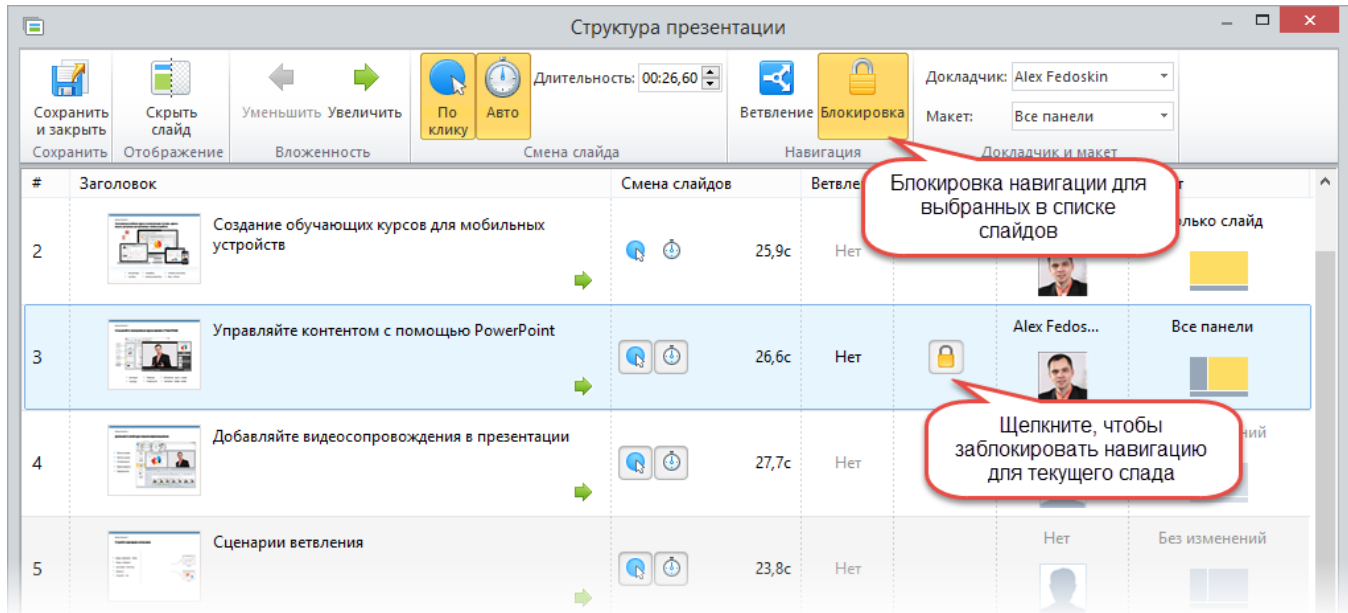 Структура презентации
Сохранить и закрыть
Сохранить
Скрыть слайд
Отображение
Уменьшить Увеличить
Вложенность
По клику
Авто
Длительность: 00:26,60
Смена слайда
Ветвление Блокировка
Навигация
Докладчик: Alex Fedoskin
Макет: Все панели
Докладчик и макет
# Заголовок Смена слайдов
Блокировка навигации для
выбранных в списке
слайдов
2
Создание обучающих курсов для мобильных
устройств
25,9с Нет
слайд
3
Управляйте контентом с помощью PowerPoint
26,6с Нет
Alex Fedos...
Все панели
Щелкните, чтобы
заблокировать навигацию
для текущего слада
4
Добавляйте видеосопровождения в презентации
27,7с Нет
5
Сценарии ветвления
23,8с Нет
Нет
Без изменений